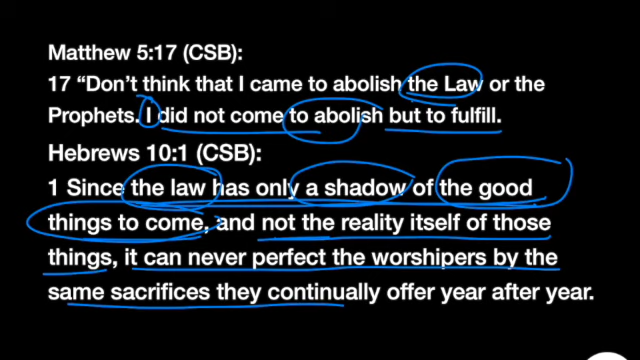 Matthew 5:17 (CSB):
17 “Don’t think that I came to abolish the Law or the
Prophets. I did not come to abolish but to fulfill.
Hebrews 10:1 (CSB):
1 Since the law has only a shadow of the good
things to come, and not the reality itself of those
things, it can never perfect the worshipers by the
same sacrifices they continually offer year after year.